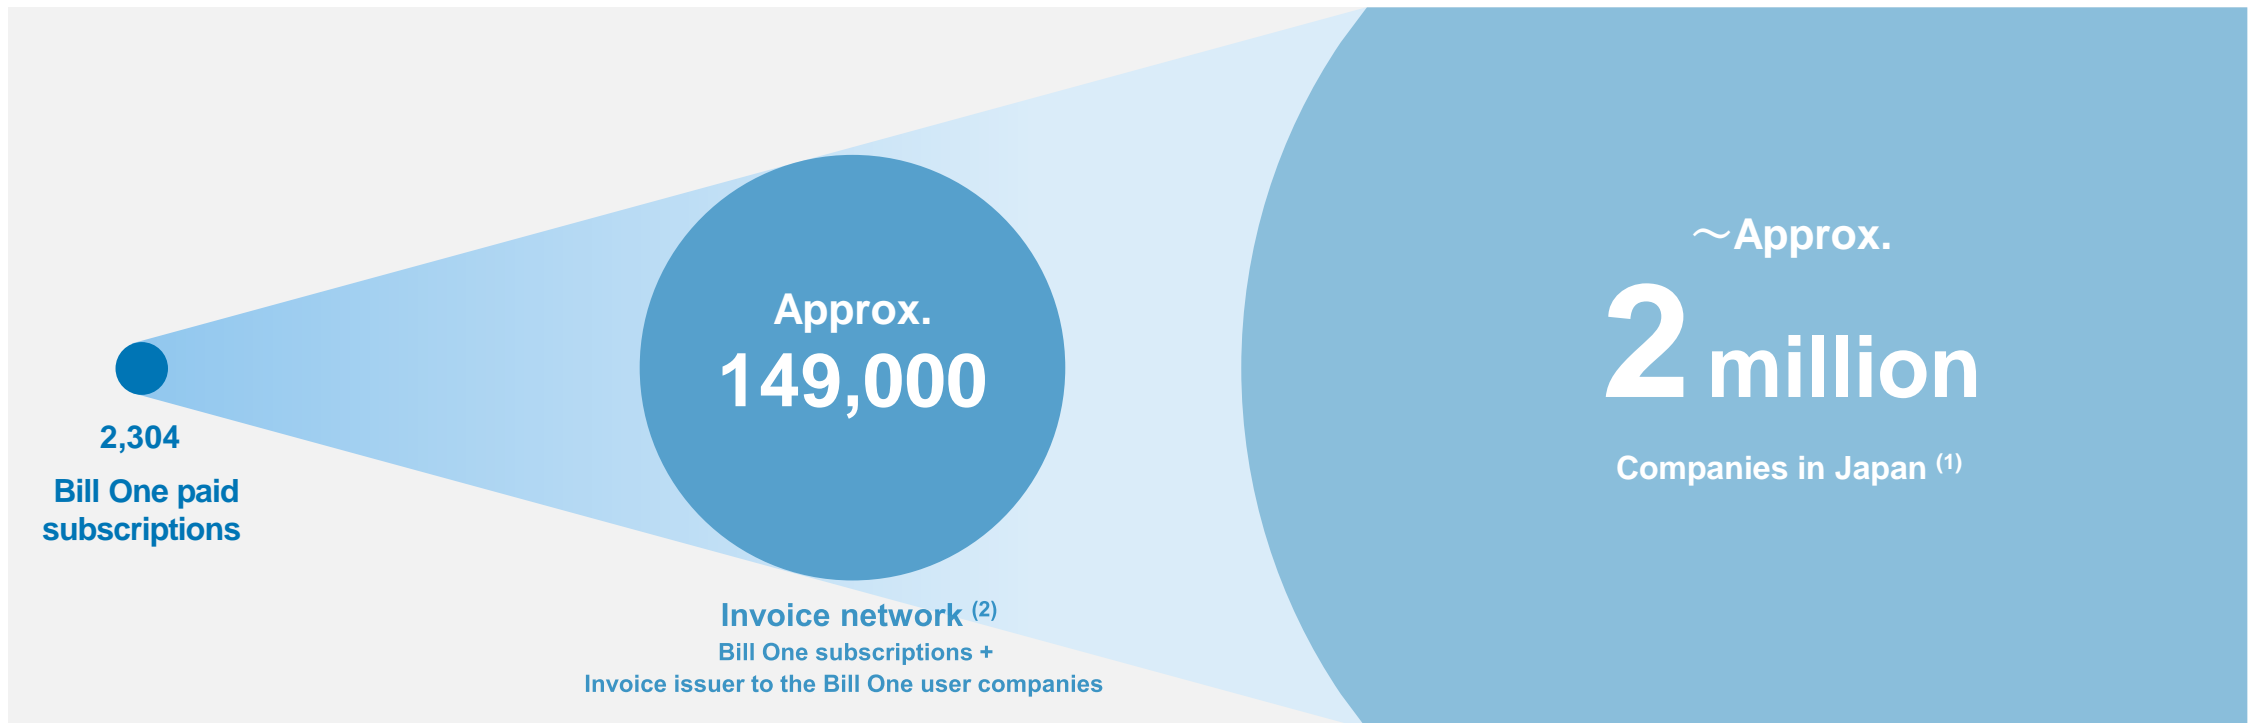 2,304
Bill One paid
subscriptions
Approx.
149,000
Invoice network (2)
Bill One subscriptions +
Invoice issuer to the Bill One user companies
～Approx.
2 million
Companies in Japan (1)